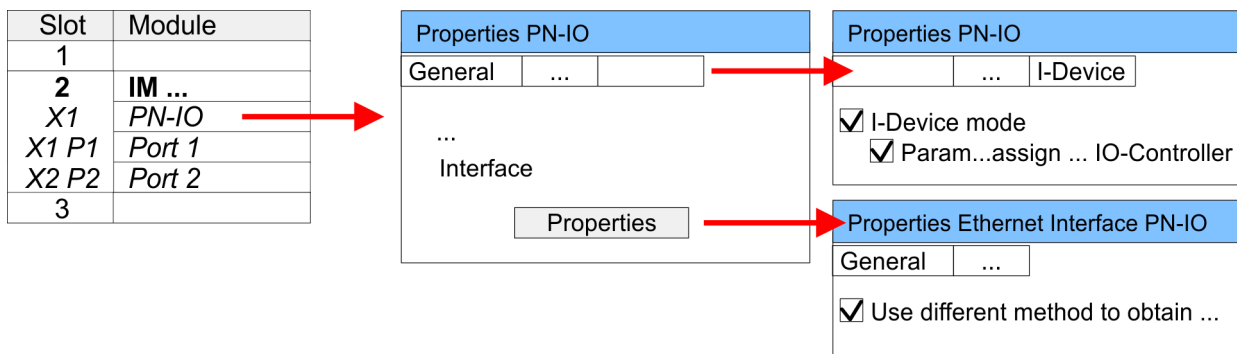 Slot Module
1
2 IM ...
X1 PN-IO
X1 P1 Port 1
X2 P2 Port 2
3
Properties PN-IO
General ...
...
Interface
Properties
Properties PN-IO
... I-Device
I-Device mode
Param...assign ... IO-Controller
Properties Ethernet Interface PN-IO
General ...
Use different method to obtain ...